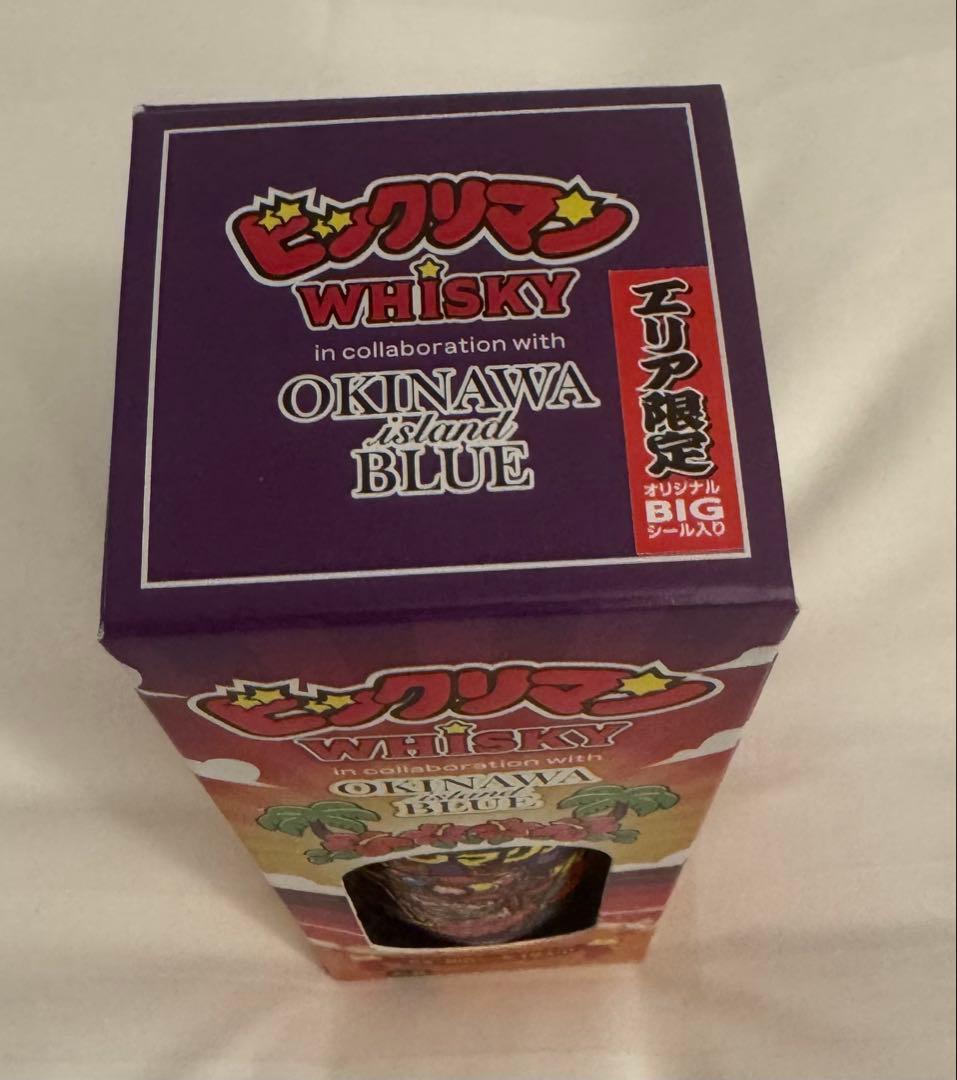 ビックリマン
WHiSKY
in collaboration with
OKINAWA
island
BLUE
エリア限定
オリジナル
BIG
シール入り
ビックリマン
WHiSKY
in collaboration with
OKINAWA
island
BLUE